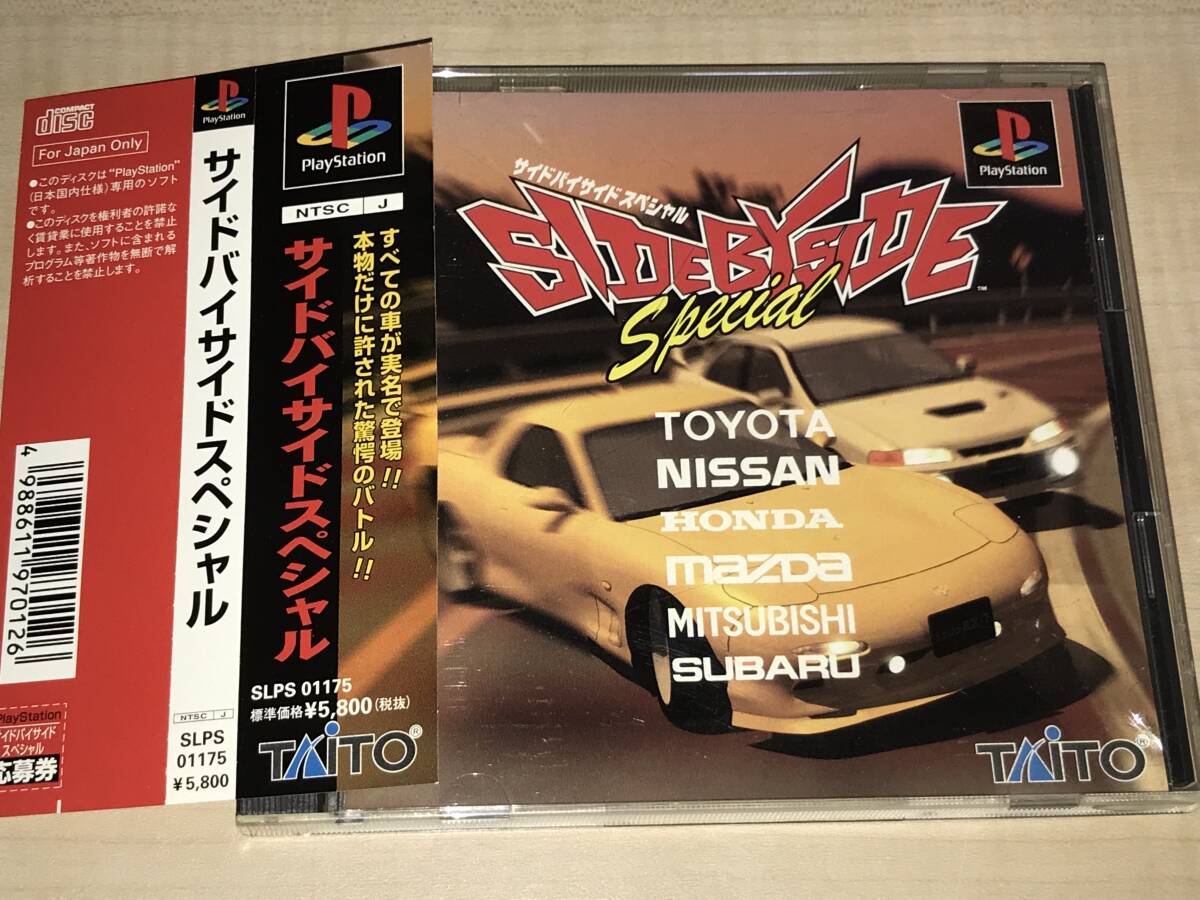 COMPACT
disc
For Japan Only
●このディスクは"PlayStation"
(日本国内仕様)専用のソフト
です。
●このディスクを権利者の許諾な
く賃貸業に使用することを禁止
します。また、ソフトに含まれる
プログラム等著作物を無断で解
析することを禁止します。
4 988611 970126
PlayStation
サイドバイサイド
スペシャル
応募券
PlayStation
サイドバイサイドスペシャル
NTSC J
SLPS
01175
¥5,800
PlayStation
NTSC J
すべての車が実名で登場!!
本物だけに許された驚愕のバトル!!
サイドバイサイドスペシャル
SLPS 01175
標準価格¥5,800(税抜)
TAITO®
PlayStation
サイドバイサイドスペシャル
SIDE BY SIDE™
Special
TOYOTA
NISSAN
HONDA
mazda
MITSUBISHI
SUBARU
TAITO®